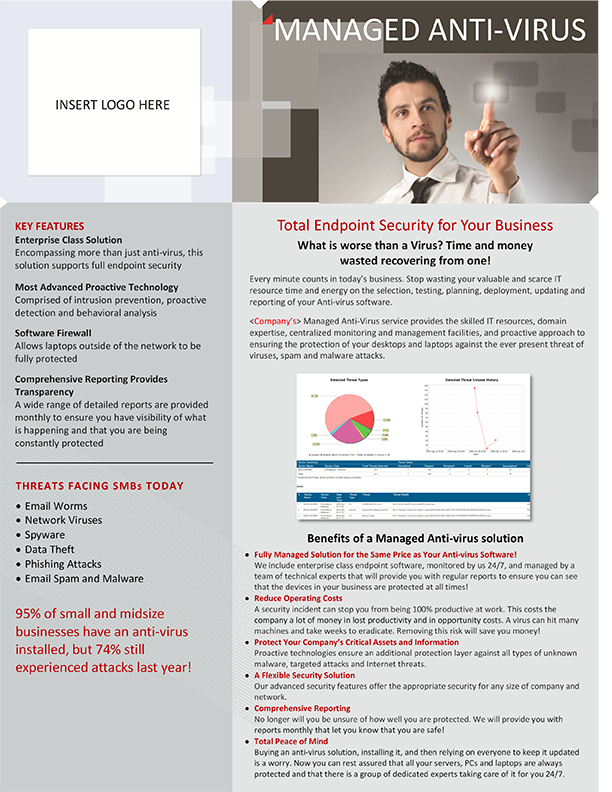 MANAGED ANTI-VIRUS
INSERT LOGO HERE
KEY FEATURES
Enterprise Class Solution
Encompassing more than just anti-virus, this
solution supports full endpoint security
Most Advanced Proactive Technology
Comprised of intrusion prevention, proactive
detection and behavioral analysis
Software Firewall
Allows laptops outside of the network to be
fully protected
Comprehensive Reporting Provides
Transparency
A wide range of detailed reports are provided
monthly to ensure you have visibility of what
is happening and that you are being
constantly protected
THREATS FACING SMBs TODAY
• Email Worms
• Network Viruses
• Spyware
• Data Theft
• Phishing Attacks
• Email Spam and Malware
95% of small and midsize
businesses have an anti-virus
installed, but 74% still
experienced attacks last year!
Total Endpoint Security for Your Business
What is worse than a Virus? Time and money
wasted recovering from one!
Every minute counts in today's business. Stop wasting your valuable and scarce IT
resource time and energy on the selection, testing, planning, deployment, updating and
reporting of your Anti-virus software.
<Company's> Managed Anti-Virus service provides the skilled IT resources, domain
expertise, centralized monitoring and management facilities, and proactive approach to
ensuring the protection of your desktops and laptops against the ever present threat of
viruses, spam and malware attacks.
Detected Threat Types
Detected Threat Volume History
Benefits of a Managed Anti-virus solution
• Fully Managed Solution for the Same Price as Your Anti-virus Software!
We include enterprise class endpoint software, monitored by us 24/7, and managed by a
team of technical experts that will provide you with regular reports to ensure you can see
that the devices in your business are protected at all times!
• Reduce Operating Costs
A security incident can stop you from being 100% productive at work. This costs the
company a lot of money in lost productivity and in opportunity costs. A virus can hit many
machines and take weeks to eradicate. Removing this risk will save you money!
• Protect Your Company's Critical Assets and Information
Proactive technologies ensure an additional protection layer against all types of unknown
malware, targeted attacks and Internet threats.
• A Flexible Security Solution
Our advanced security features offer the appropriate security for any size of company and
network.
• Comprehensive Reporting
No longer will you be unsure of how well you are protected. We will provide you with
reports monthly that let you know that you are safe!
• Total Peace of Mind
Buying an anti-virus solution, installing it, and then relying on everyone to keep it updated
is a worry. Now you can rest assured that all your servers, PCs and laptops are always
protected and that there is a group of dedicated experts taking care of it for you 24/7.